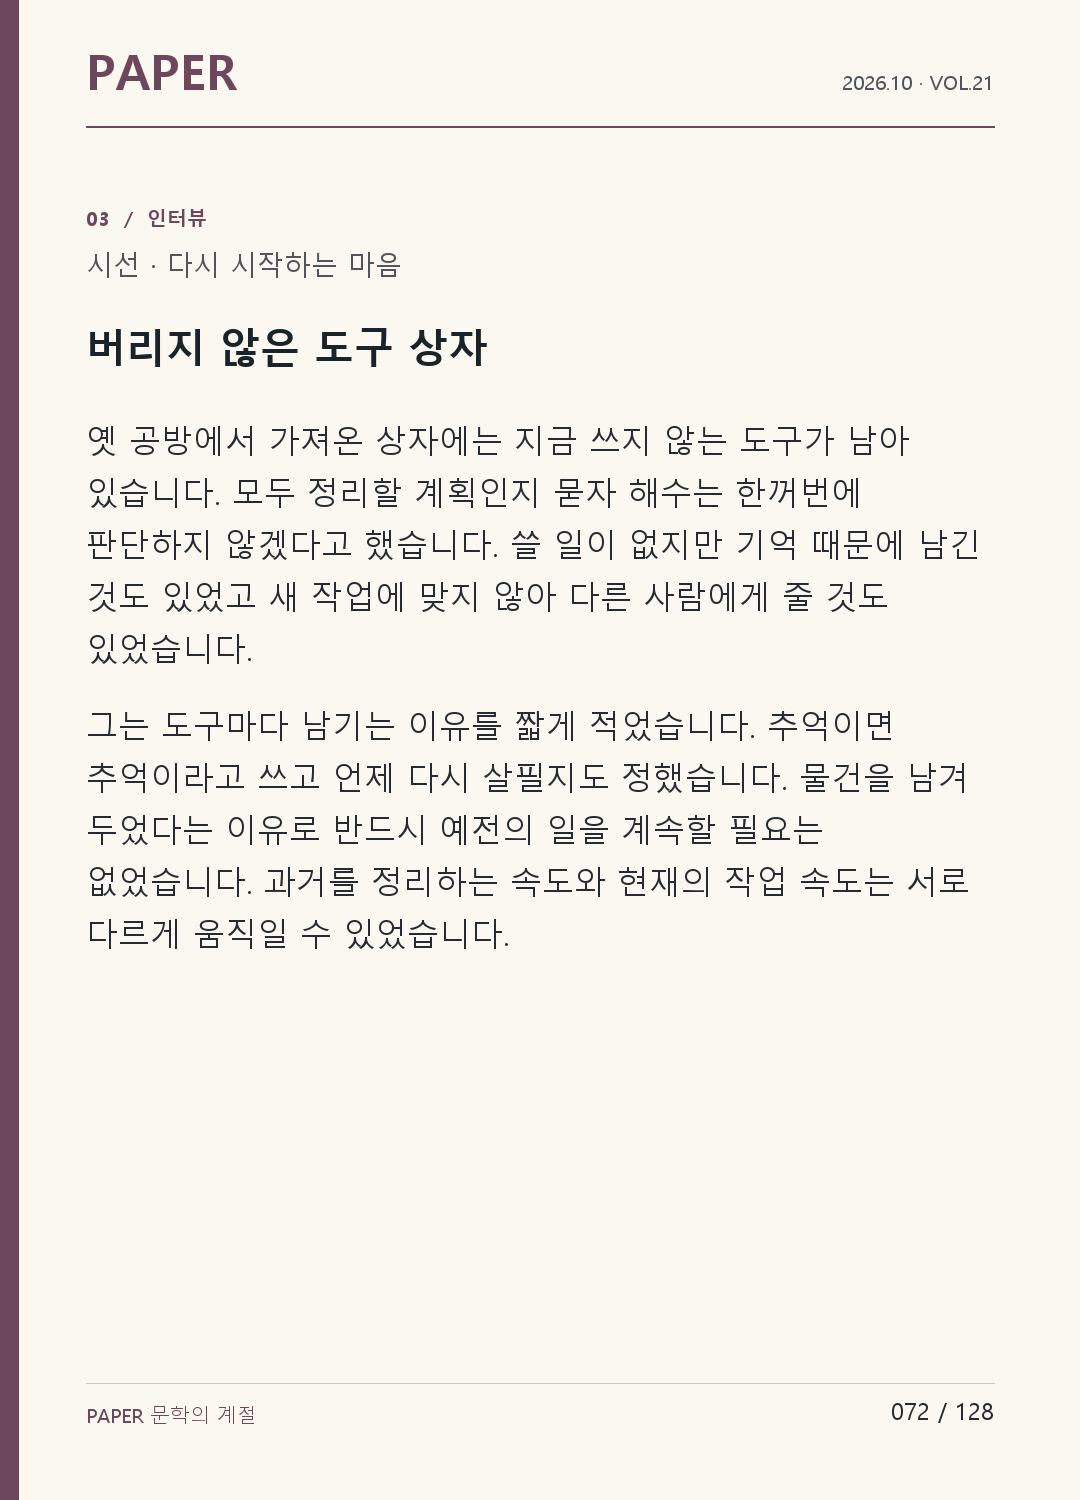 PAPER
2026.10 · VOL.21
03 / 인터뷰
시선 · 다시 시작하는 마음
버리지 않은 도구 상자
옛 공방에서 가져온 상자에는 지금 쓰지 않는 도구가 남아
있습니다. 모두 정리할 계획인지 묻자 해수는 한꺼번에
판단하지 않겠다고 했습니다. 쓸 일이 없지만 기억 때문에 남긴
것도 있었고 새 작업에 맞지 않아 다른 사람에게 줄 것도
있었습니다.
그는 도구마다 남기는 이유를 짧게 적었습니다. 추억이면
추억이라고 쓰고 언제 다시 살필지도 정했습니다. 물건을 남겨
두었다는 이유로 반드시 예전의 일을 계속할 필요는
없었습니다. 과거를 정리하는 속도와 현재의 작업 속도는 서로
다르게 움직일 수 있었습니다.
PAPER 문학의 계절
072 / 128